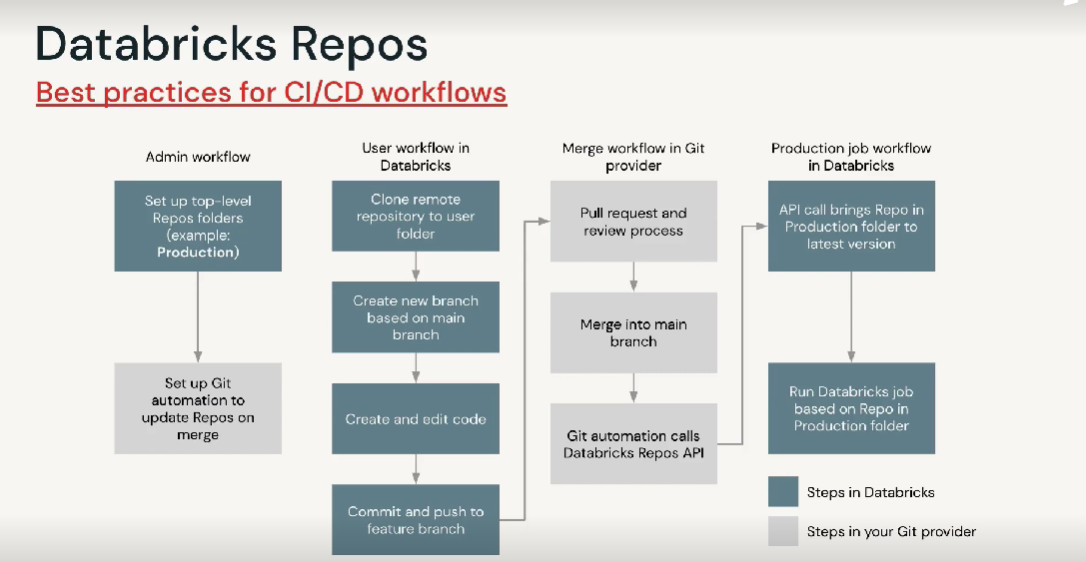 Databricks Repos
Best practices for CI/CD workflows
Admin workflow
Set up top-level
Repos folders
(example:
Production)
Set up Git
automation to
update Repos on
merge
User workflow in
Databricks
Clone remote
repository to user
folder
Create new branch
based on main
branch
Create and edit code
Commit and push to
feature branch
Merge workflow in Git
provider
Pull request and
review process
Merge into main
branch
Git automation calls
Databricks Repos API
Production job workflow
in Databricks
API call brings Repo in
Production folder to
latest version
Run Databricks job
based on Repo in
Production folder
Steps in Databricks
Steps in your Git provider